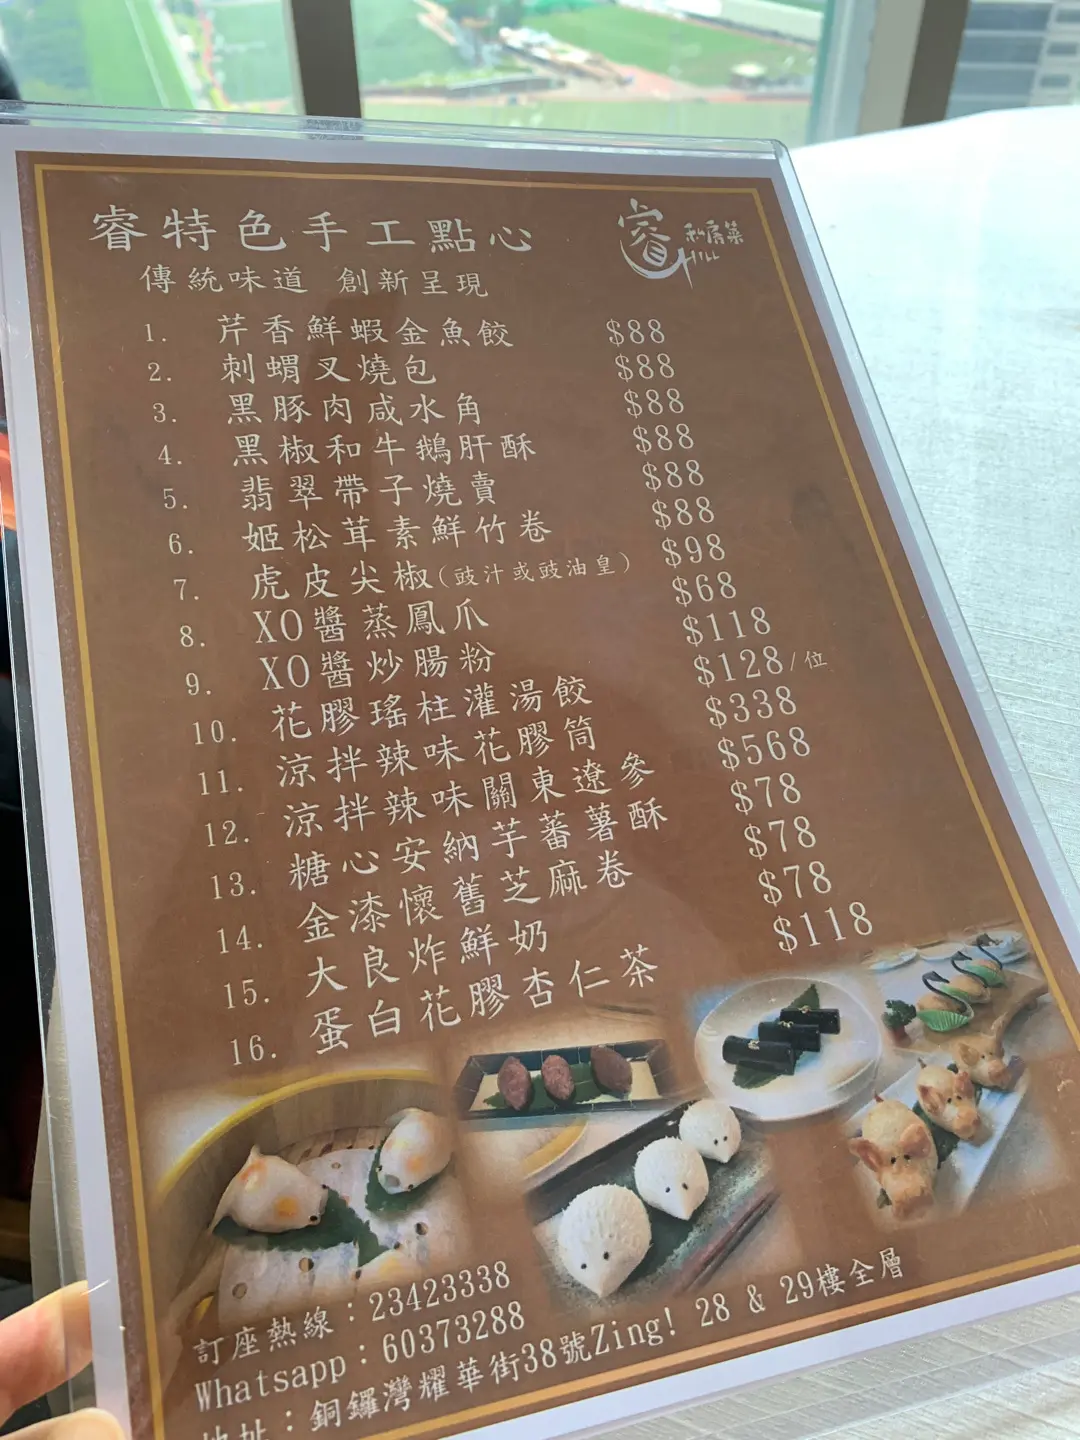 睿特色手工點心
睿 私房菜
HILL
傳統味道 創新呈現
1. 芹香鮮蝦金魚餃 $88
2. 刺蝟叉燒包 $88
3. 黑豚肉咸水角 $88
4. 黑椒和牛鵝肝酥 $88
5. 翡翠帶子燒賣 $88
6. 姬松茸素鮮竹卷 $88
7. 虎皮尖椒(豉汁或豉油皇) $98
8. XO醬蒸鳳爪 $68
9. XO醬炒腸粉 $118
10. 花膠瑤柱灌湯餃 $128/位
11. 涼拌辣味花膠筒 $338
12. 涼拌辣味關東遼參 $568
13. 糖心安納芋蕃薯酥 $78
14. 金漆懷舊芝麻卷 $78
15. 大良炸鮮奶 $78
16. 蛋白花膠杏仁茶 $118
訂座熱線：23423338
Whatsapp：60373288
地址：銅鑼灣耀華街38號Zing! 28 & 29樓全層